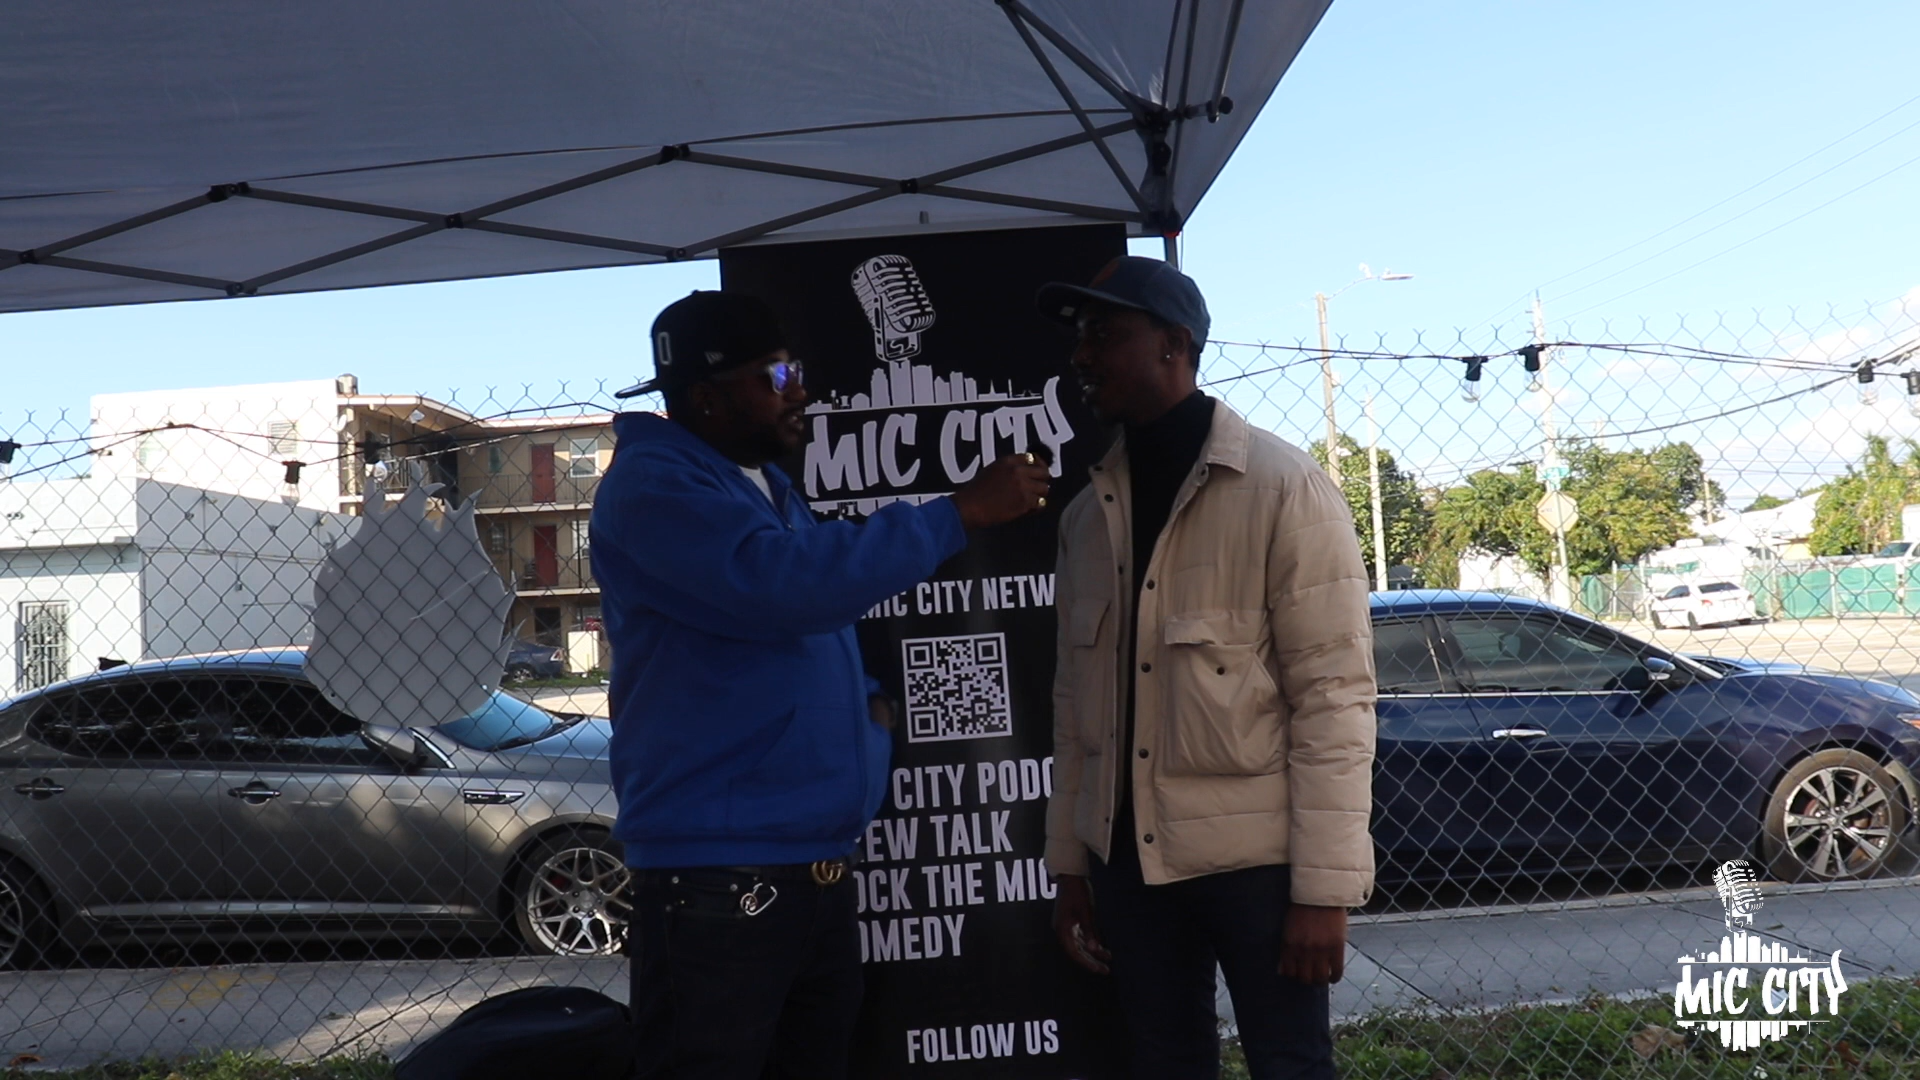 MIC CITY
MIC CITY NETW
CITY PODC
EW TALK
OCK THE MIC
OMEDY
FOLLOW US
MIC CITY